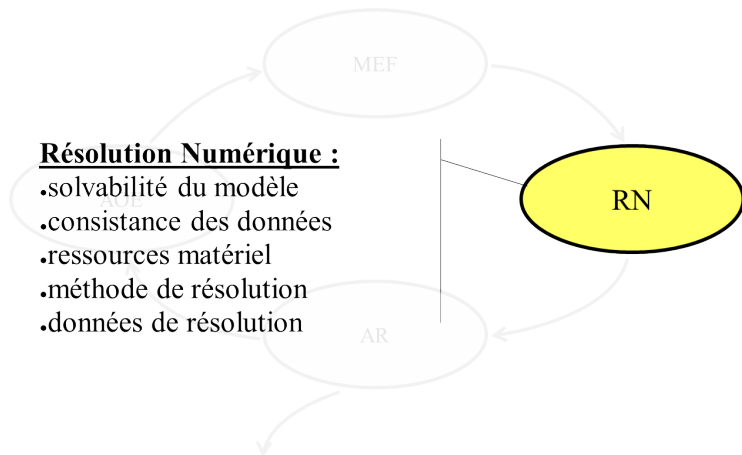 MEF
Résolution Numérique :
AOE
.solvabilité du modèle
.consistance des données
.ressources matériel
.méthode de résolution
.données de résolution
RN
AR